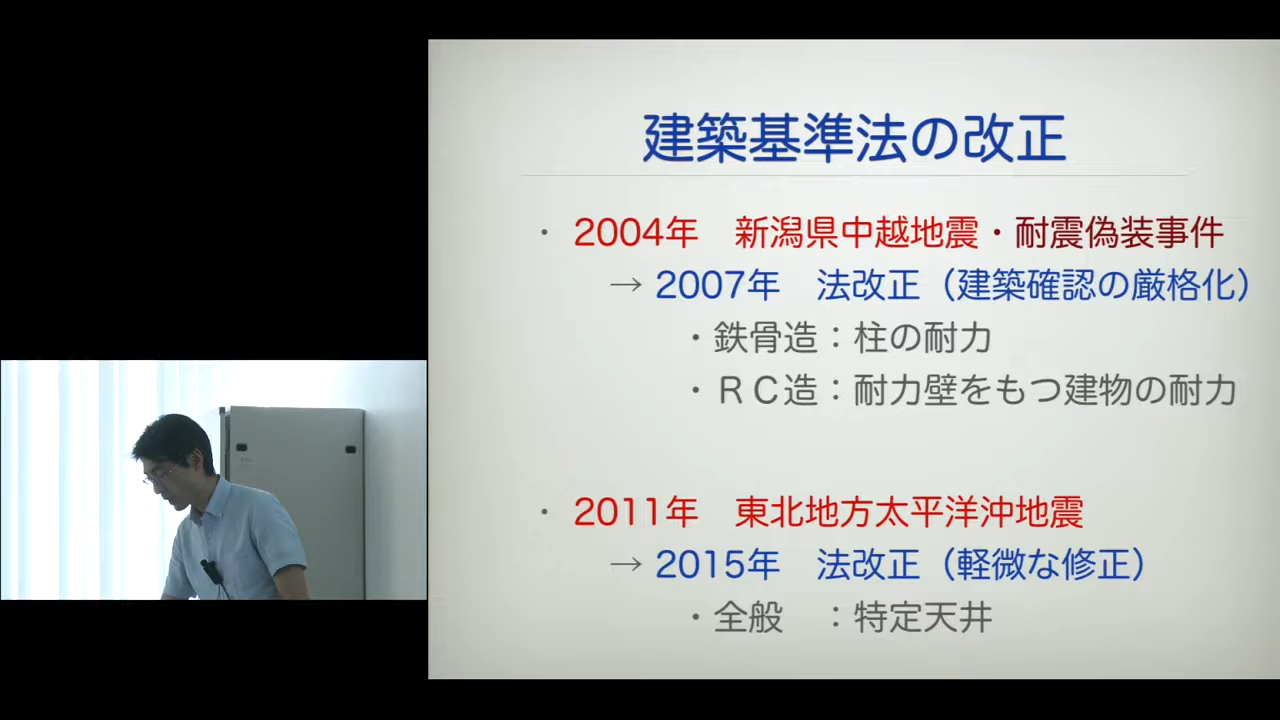 建築基準法の改正
・ 2004年　新潟県中越地震・耐震偽装事件
→ 2007年　法改正（建築確認の厳格化）
・鉄骨造：柱の耐力
・ＲＣ造：耐力壁をもつ建物の耐力
・ 2011年　東北地方太平洋沖地震
→ 2015年　法改正（軽微な修正）
・全般　：特定天井